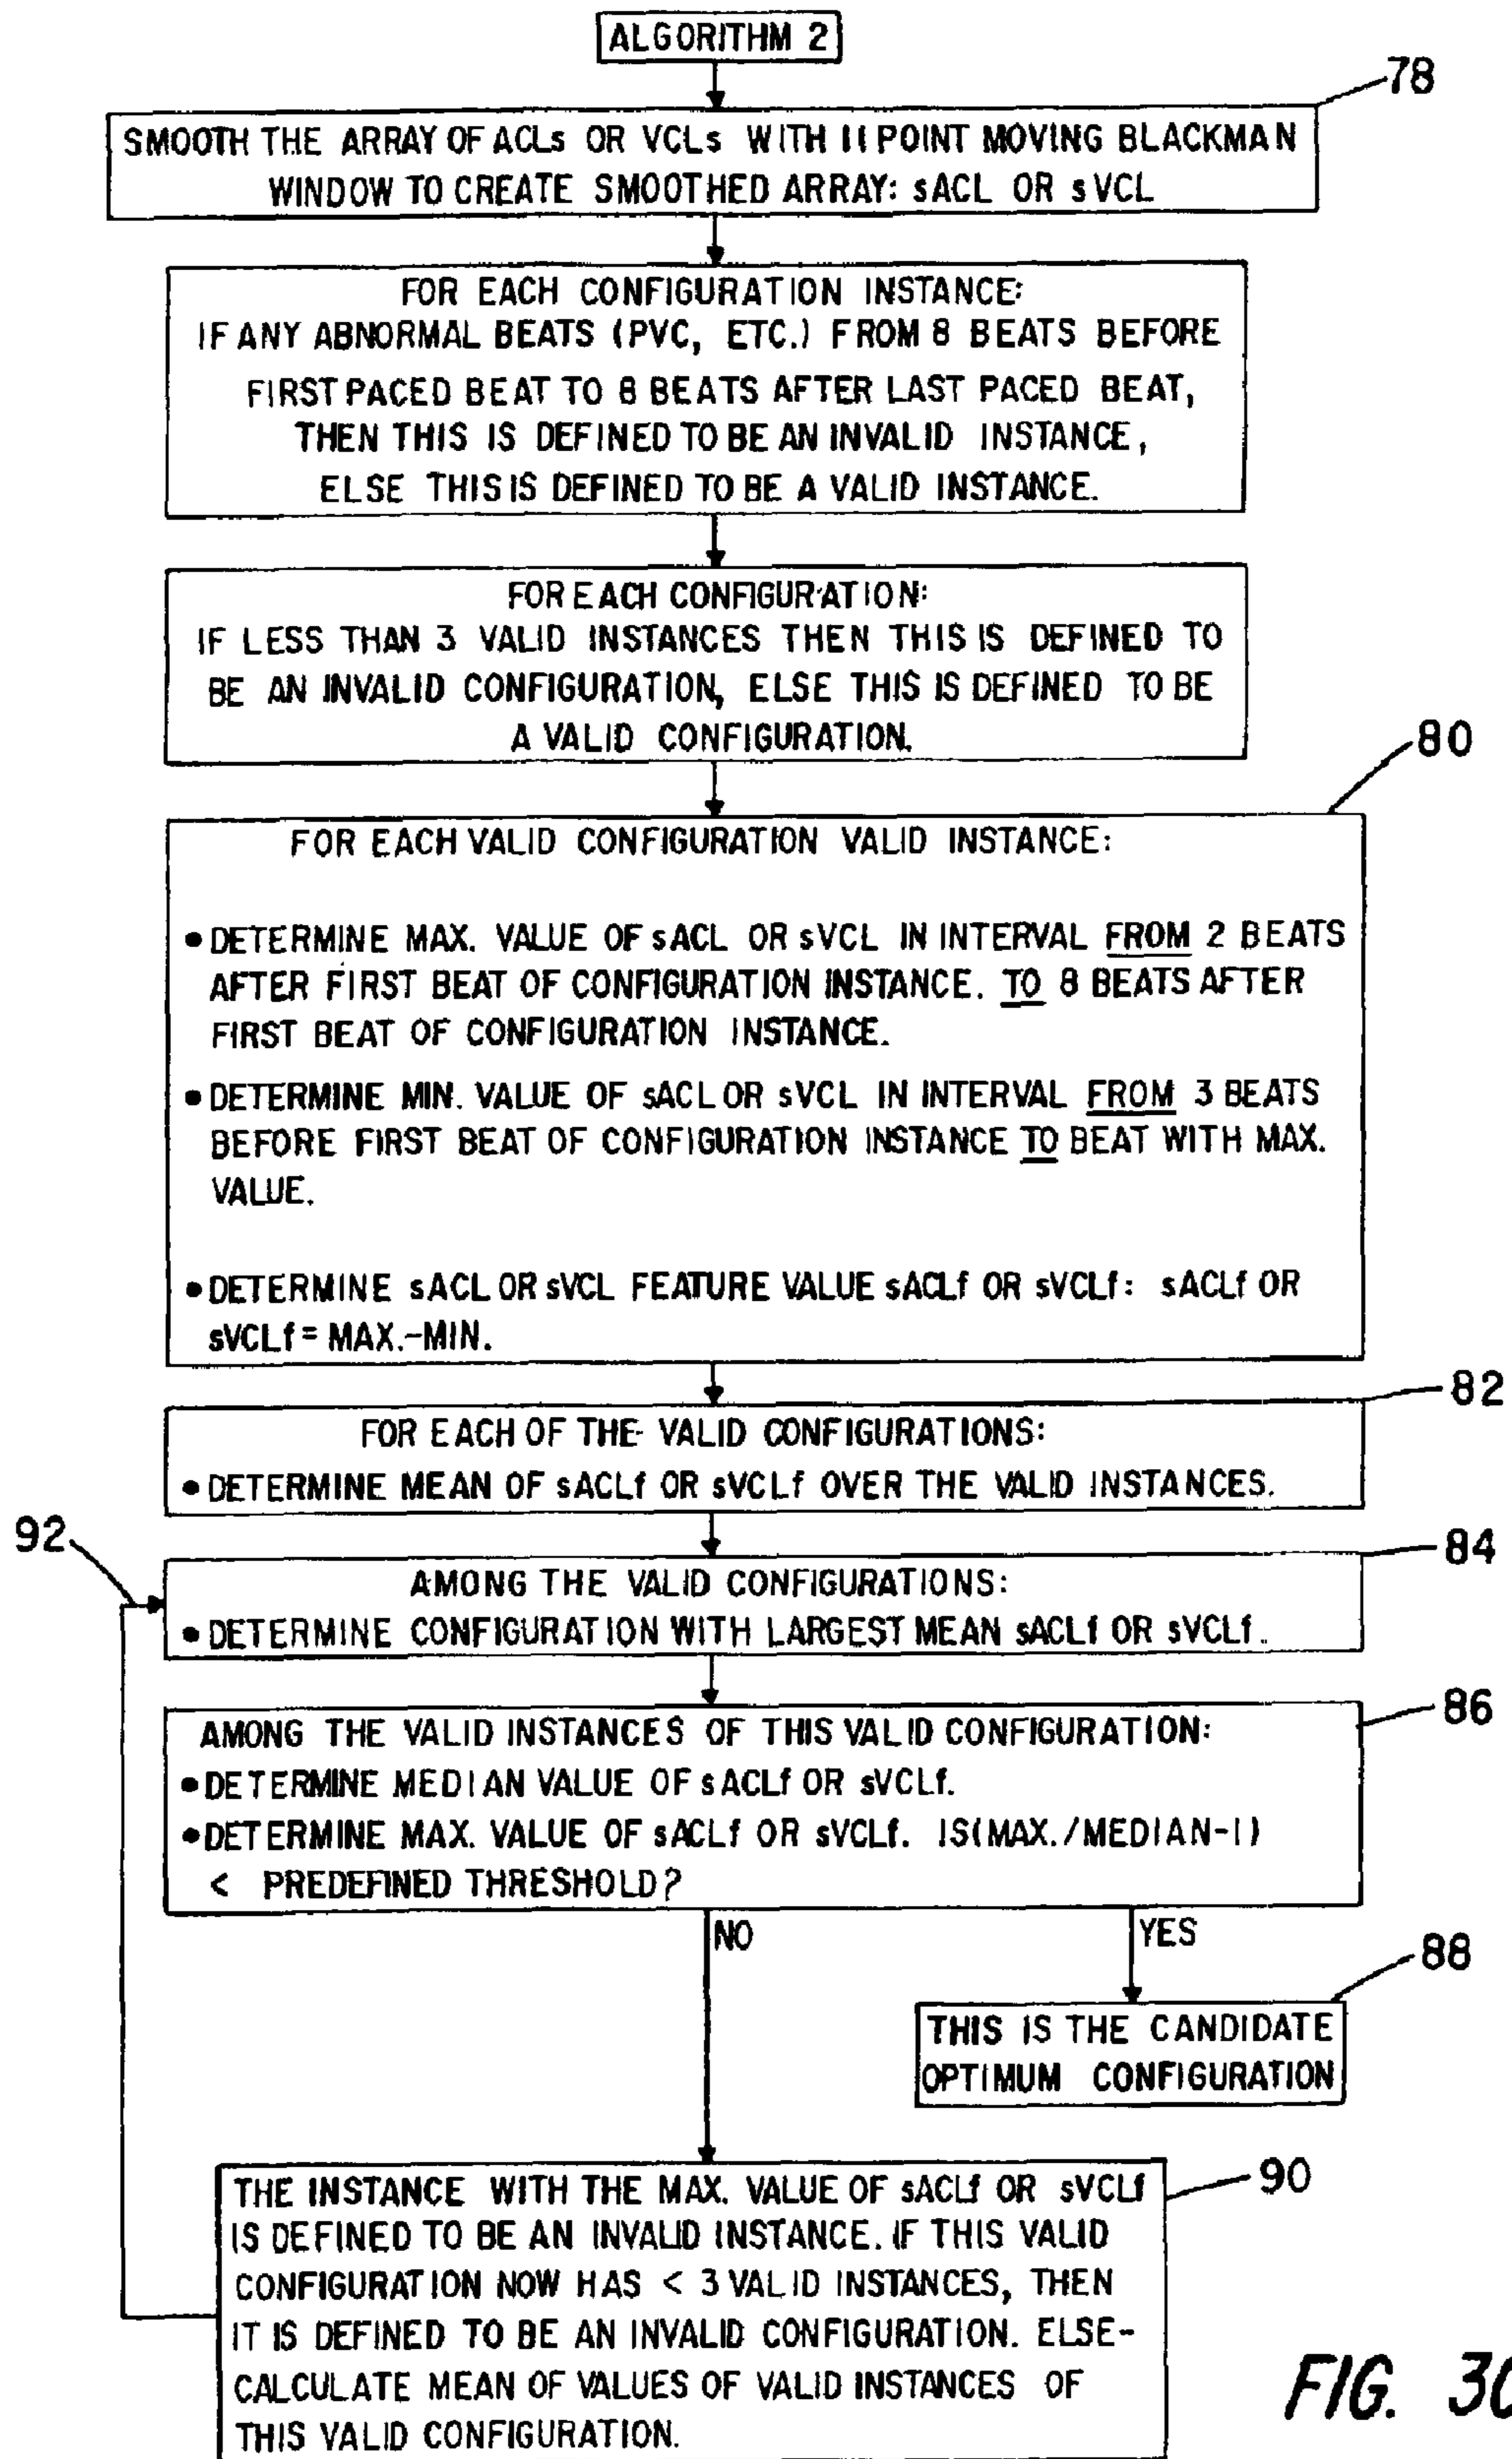 ALGORITHM 2
78
SMOOTH THE ARRAY OF ACLs OR VCLs WITH 11 POINT MOVING BLACKMAN
WINDOW TO CREATE SMOOTHED ARRAY: sACL OR sVCL
FOR EACH CONFIGURATION INSTANCE:
IF ANY ABNORMAL BEATS (PVC, ETC.) FROM 8 BEATS BEFORE
FIRST PACED BEAT TO 8 BEATS AFTER LAST PACED BEAT,
THEN THIS IS DEFINED TO BE AN INVALID INSTANCE,
ELSE THIS IS DEFINED TO BE A VALID INSTANCE.
FOR EACH CONFIGURATION:
IF LESS THAN 3 VALID INSTANCES THEN THIS IS DEFINED TO
BE AN INVALID CONFIGURATION, ELSE THIS IS DEFINED TO BE
A VALID CONFIGURATION.
80
FOR EACH VALID CONFIGURATION VALID INSTANCE:
• DETERMINE MAX. VALUE OF sACL OR sVCL IN INTERVAL FROM 2 BEATS
AFTER FIRST BEAT OF CONFIGURATION INSTANCE. TO 8 BEATS AFTER
FIRST BEAT OF CONFIGURATION INSTANCE.
• DETERMINE MIN. VALUE OF sACL OR sVCL IN INTERVAL FROM 3 BEATS
BEFORE FIRST BEAT OF CONFIGURATION INSTANCE TO BEAT WITH MAX.
VALUE.
• DETERMINE sACL OR sVCL FEATURE VALUE sACLf OR sVCLf: sACLf OR
sVCLf = MAX.-MIN.
82
FOR EACH OF THE VALID CONFIGURATIONS:
• DETERMINE MEAN OF sACLf OR sVCLf OVER THE VALID INSTANCES.
92
84
AMONG THE VALID CONFIGURATIONS:
• DETERMINE CONFIGURATION WITH LARGEST MEAN sACLf OR sVCLf.
86
AMONG THE VALID INSTANCES OF THIS VALID CONFIGURATION:
• DETERMINE MEDIAN VALUE OF sACLf OR sVCLf.
• DETERMINE MAX. VALUE OF sACLf OR sVCLf. IS(MAX./MEDIAN-1)
< PREDEFINED THRESHOLD?
NO
YES
88
THIS IS THE CANDIDATE
OPTIMUM CONFIGURATION
90
THE INSTANCE WITH THE MAX. VALUE OF sACLf OR sVCLf
IS DEFINED TO BE AN INVALID INSTANCE. IF THIS VALID
CONFIGURATION NOW HAS < 3 VALID INSTANCES, THEN
IT IS DEFINED TO BE AN INVALID CONFIGURATION. ELSE-
CALCULATE MEAN OF VALUES OF VALID INSTANCES OF
THIS VALID CONFIGURATION.
FIG.